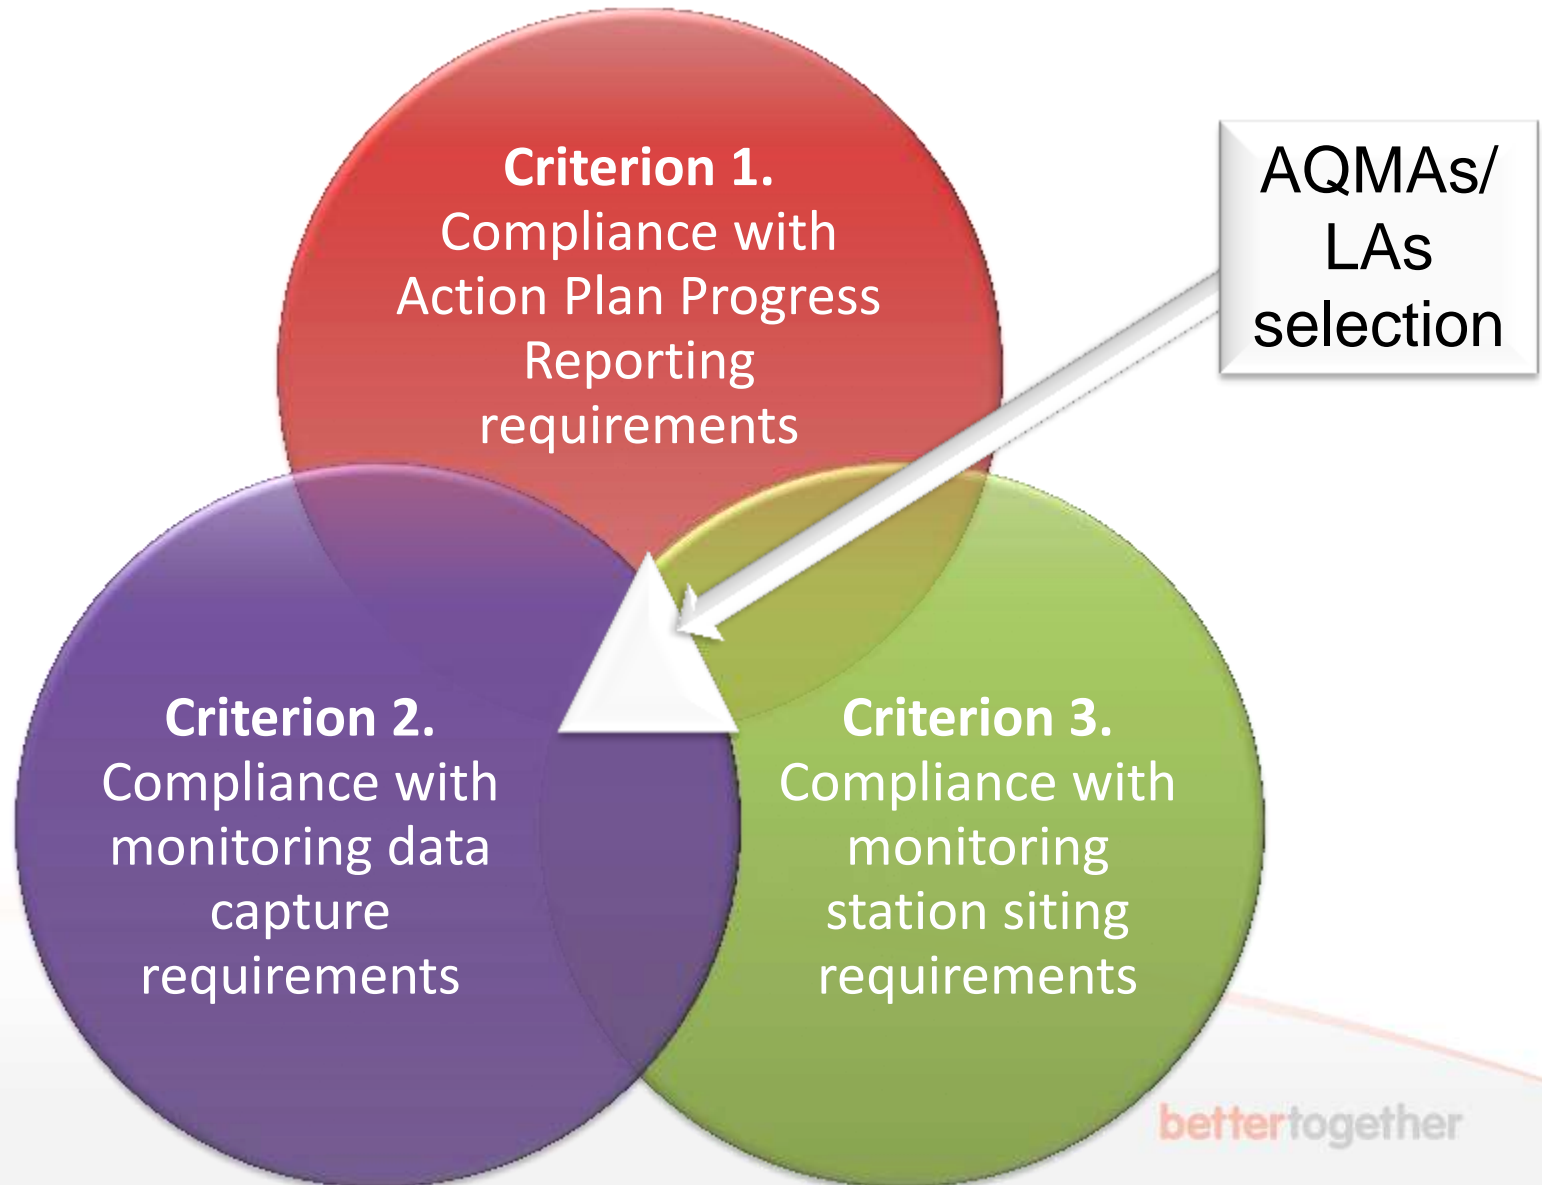 Criterion 1.
Compliance with
Action Plan Progress
Reporting
requirements
AQMAs/
LAs
selection
Criterion 2.
Compliance with
monitoring data
capture
requirements
Criterion 3.
Compliance with
monitoring
station siting
requirements
bettertogether